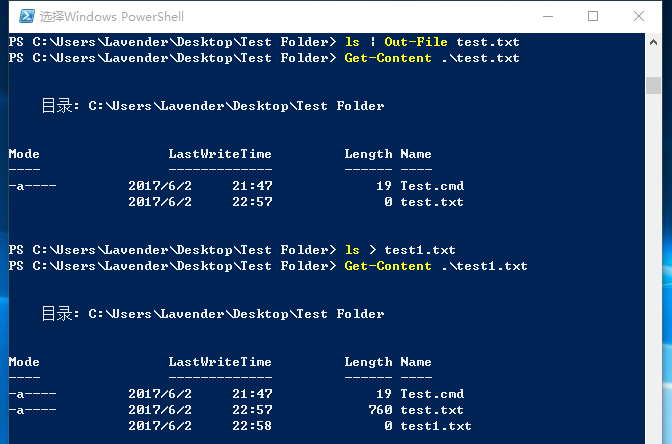 选择Windows PowerShell
PS C:\Users\Lavender\Desktop\Test Folder> ls | Out-File test.txt
PS C:\Users\Lavender\Desktop\Test Folder> Get-Content .\test.txt
目录: C:\Users\Lavender\Desktop\Test Folder
Mode LastWriteTime Length Name
---- ------------- ------ ----
-a---- 2017/6/2 21:47 19 Test.cmd
2017/6/2 22:57 0 test.txt
PS C:\Users\Lavender\Desktop\Test Folder> ls > test1.txt
PS C:\Users\Lavender\Desktop\Test Folder> Get-Content .\test1.txt
目录: C:\Users\Lavender\Desktop\Test Folder
Mode LastWriteTime Length Name
---- ------------- ------ ----
-a---- 2017/6/2 21:47 19 Test.cmd
-a---- 2017/6/2 22:57 760 test.txt
2017/6/2 22:58 0 test1.txt